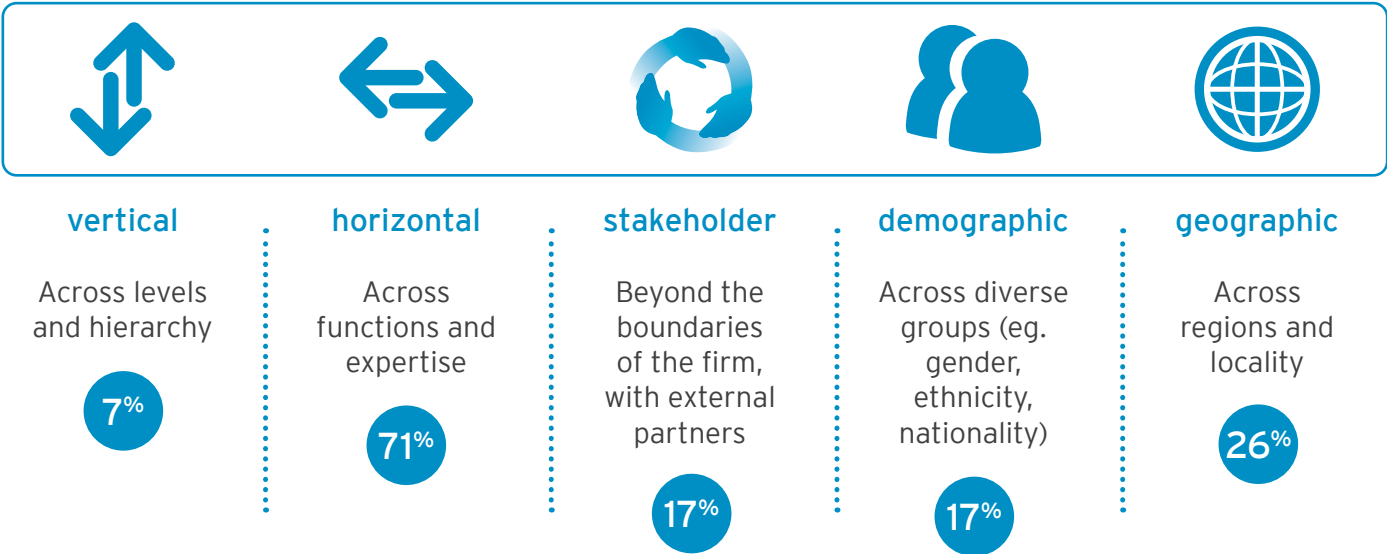 vertical
Across levels
and hierarchy
7%
horizontal
Across
functions and
expertise
71%
stakeholder
Beyond the
boundaries
of the firm,
with external
partners
17%
demographic
Across diverse
groups (eg.
gender,
ethnicity,
nationality)
17%
geographic
Across
regions and
locality
26%